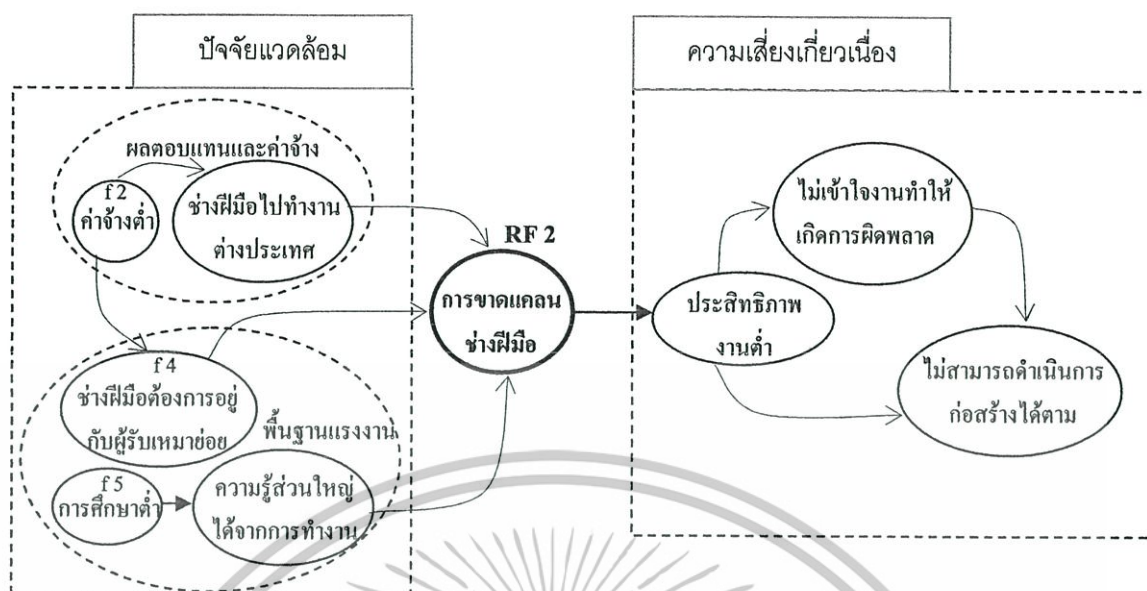 ปัจจัยแวดล้อม
ความเสี่ยงเกี่ยวเนื่อง
ผลตอบแทนและค่าจ้าง
f 2
ค่าจ้างต่ำ
ช่างฝีมือไปทำงาน
ต่างประเทศ
f 4
ช่างฝีมือต้องการอยู่
กับผู้รับเหมาย่อย
พื้นฐานแรงงาน
f 5
การศึกษาต่ำ
ความรู้ส่วนใหญ่
ได้จากการทำงาน
RF 2
การขาดแคลน
ช่างฝีมือ
ประสิทธิภาพ
งานต่ำ
ไม่เข้าใจงานทำให้
เกิดการผิดพลาด
ไม่สามารถดำเนินการ
ก่อสร้างได้ตาม